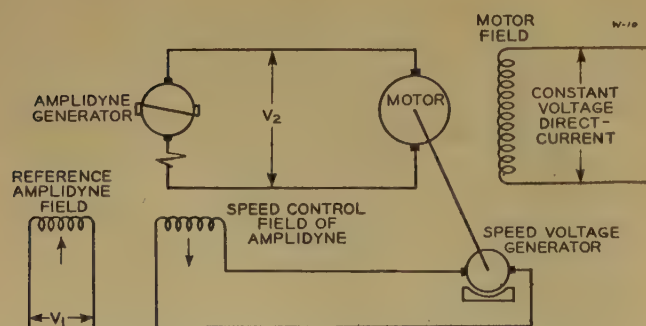 MOTOR
FIELD
W-10
AMPLIDYNE
GENERATOR
V2
MOTOR
CONSTANT
VOLTAGE
DIRECT-
CURRENT
REFERENCE
AMPLIDYNE
FIELD
SPEED CONTROL
FIELD OF
AMPLIDYNE
SPEED VOLTAGE
GENERATOR
V1